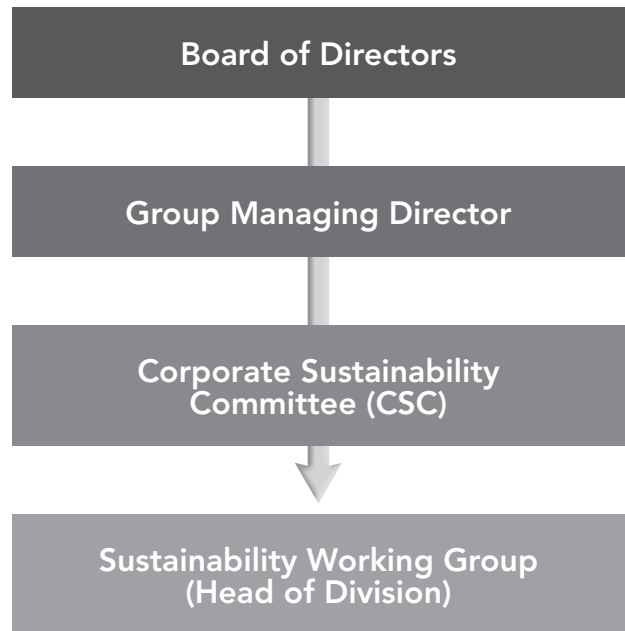 Board of Directors
Group Managing Director
Corporate Sustainability
Committee (CSC)
Sustainability Working Group
(Head of Division)